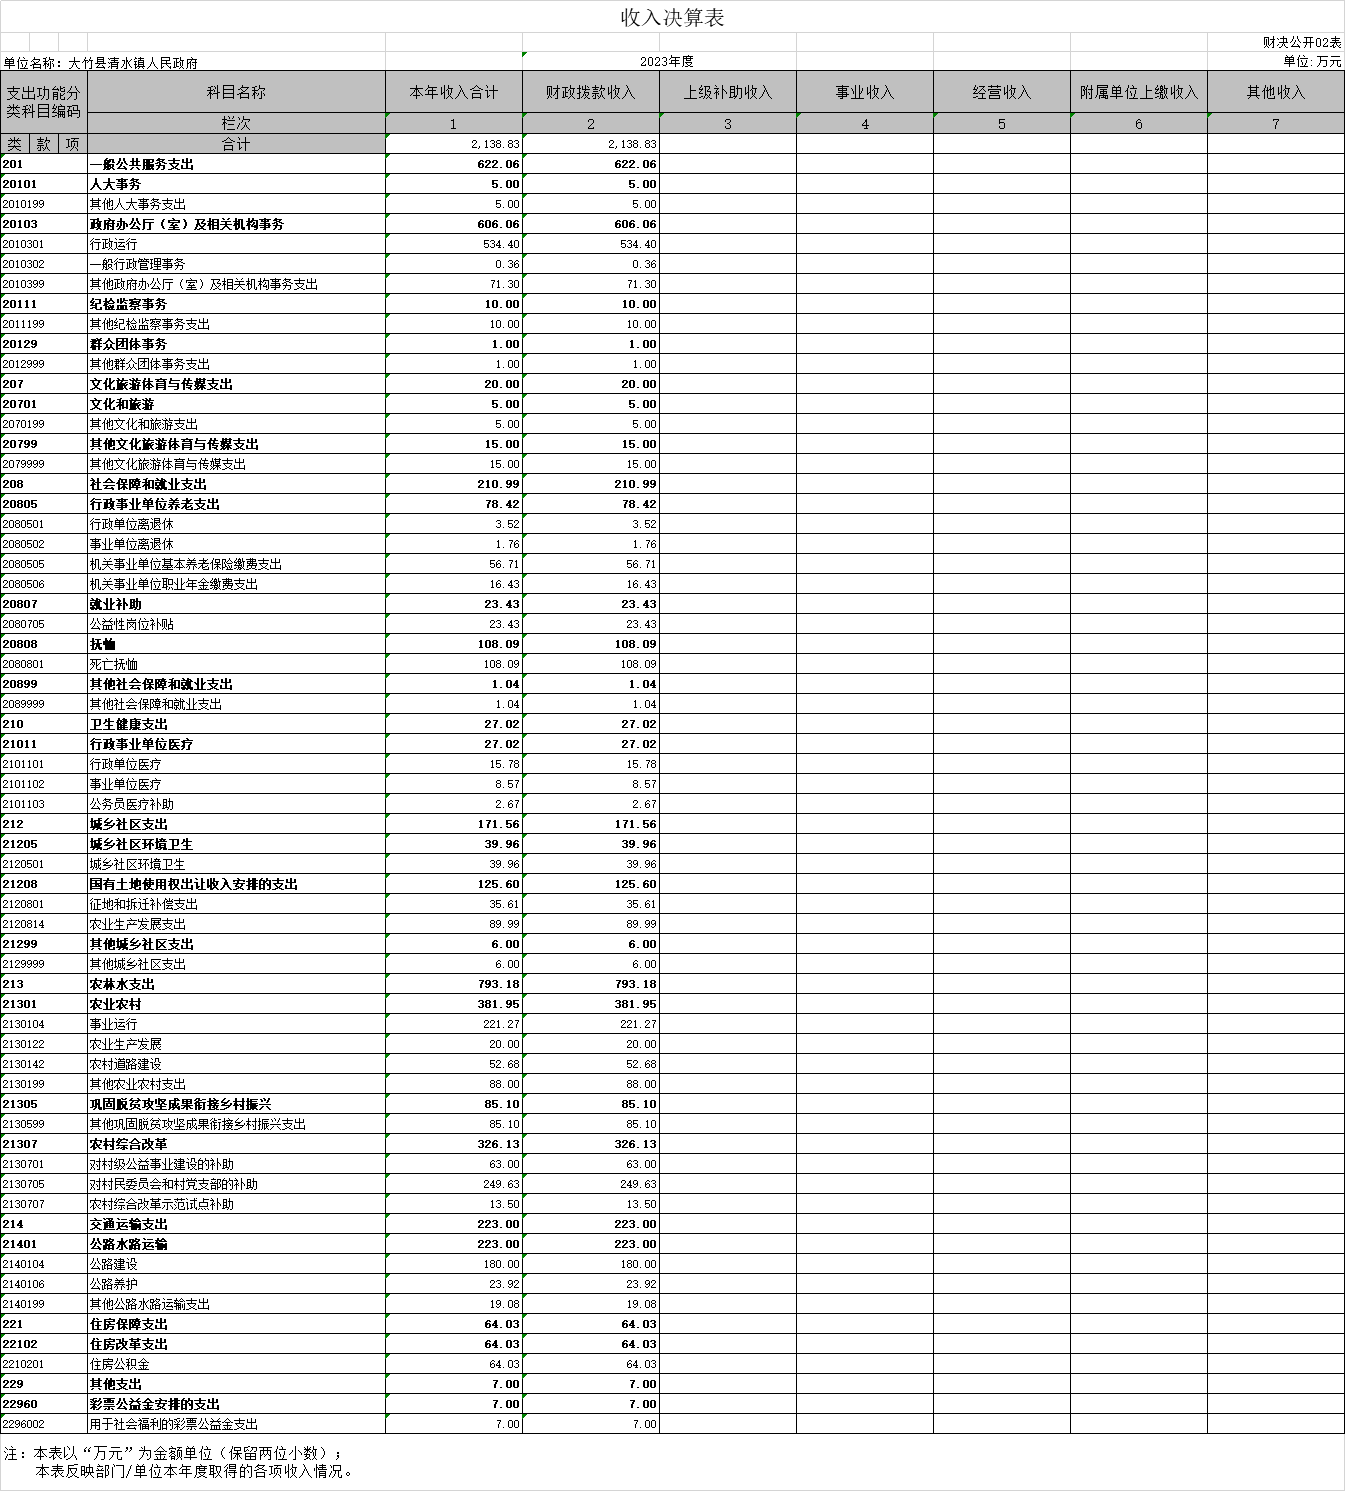 收入决算表
财决公开02表
单位名称：大竹县清水镇人民政府 2023年度 单位:万元
支出功能分类科目编码 科目名称 本年收入合计 财政拨款收入 上级补助收入 事业收入 经营收入 附属单位上缴收入 其他收入
栏次 1 2 3 4 5 6 7
类 款 项 合计 2,138.83 2,138.83
201 一般公共服务支出 622.06 622.06
20101 人大事务 5.00 5.00
2010199 其他人大事务支出 5.00 5.00
20103 政府办公厅（室）及相关机构事务 606.06 606.06
2010301 行政运行 534.40 534.40
2010302 一般行政管理事务 0.36 0.36
2010399 其他政府办公厅（室）及相关机构事务支出 71.30 71.30
20111 纪检监察事务 10.00 10.00
2011199 其他纪检监察事务支出 10.00 10.00
20129 群众团体事务 1.00 1.00
2012999 其他群众团体事务支出 1.00 1.00
207 文化旅游体育与传媒支出 20.00 20.00
20701 文化和旅游 5.00 5.00
2070199 其他文化和旅游支出 5.00 5.00
20799 其他文化旅游体育与传媒支出 15.00 15.00
2079999 其他文化旅游体育与传媒支出 15.00 15.00
208 社会保障和就业支出 210.99 210.99
20805 行政事业单位养老支出 78.42 78.42
2080501 行政单位离退休 3.52 3.52
2080502 事业单位离退休 1.76 1.76
2080505 机关事业单位基本养老保险缴费支出 56.71 56.71
2080506 机关事业单位职业年金缴费支出 16.43 16.43
20807 就业补助 23.43 23.43
2080705 公益性岗位补贴 23.43 23.43
20808 抚恤 108.09 108.09
2080801 死亡抚恤 108.09 108.09
20899 其他社会保障和就业支出 1.04 1.04
2089999 其他社会保障和就业支出 1.04 1.04
210 卫生健康支出 27.02 27.02
21011 行政事业单位医疗 27.02 27.02
2101101 行政单位医疗 15.78 15.78
2101102 事业单位医疗 8.57 8.57
2101103 公务员医疗补助 2.67 2.67
212 城乡社区支出 171.56 171.56
21205 城乡社区环境卫生 39.96 39.96
2120501 城乡社区环境卫生 39.96 39.96
21208 国有土地使用权出让收入安排的支出 125.60 125.60
2120801 征地和拆迁补偿支出 35.61 35.61
2120814 农业生产发展支出 89.99 89.99
21299 其他城乡社区支出 6.00 6.00
2129999 其他城乡社区支出 6.00 6.00
213 农林水支出 793.18 793.18
21301 农业农村 381.95 381.95
2130104 事业运行 221.27 221.27
2130122 农业生产发展 20.00 20.00
2130142 农村道路建设 52.68 52.68
2130199 其他农业农村支出 88.00 88.00
21305 巩固脱贫攻坚成果衔接乡村振兴 85.10 85.10
2130599 其他巩固脱贫攻坚成果衔接乡村振兴支出 85.10 85.10
21307 农村综合改革 326.13 326.13
2130701 对村级公益事业建设的补助 63.00 63.00
2130705 对村民委员会和村党支部的补助 249.63 249.63
2130707 农村综合改革示范试点补助 13.50 13.50
214 交通运输支出 223.00 223.00
21401 公路水路运输 223.00 223.00
2140104 公路建设 180.00 180.00
2140106 公路养护 23.92 23.92
2140199 其他公路水路运输支出 19.08 19.08
221 住房保障支出 64.03 64.03
22102 住房改革支出 64.03 64.03
2210201 住房公积金 64.03 64.03
229 其他支出 7.00 7.00
22960 彩票公益金安排的支出 7.00 7.00
2296002 用于社会福利的彩票公益金支出 7.00 7.00
注：本表以“万元”为金额单位（保留两位小数）；
本表反映部门/单位本年度取得的各项收入情况。